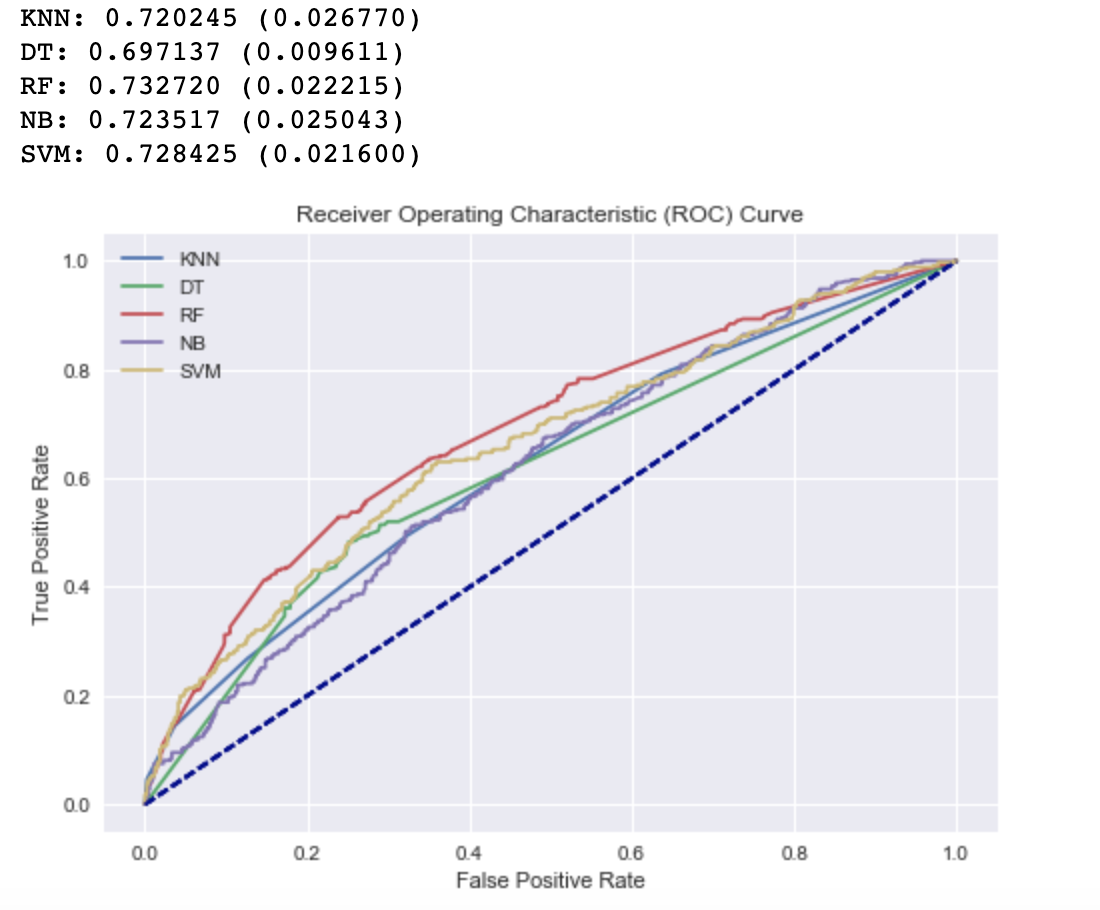 KNN: 0.720245 (0.026770)
DT: 0.697137 (0.009611)
RF: 0.732720 (0.022215)
NB: 0.723517 (0.025043)
SVM: 0.728425 (0.021600)
Receiver Operating Characteristic (ROC) Curve
KNN
DT
RF
NB
SVM
1.0
0.8
0.6
0.4
0.2
0.0
True Positive Rate
0.0 0.2 0.4 0.6 0.8 1.0
False Positive Rate